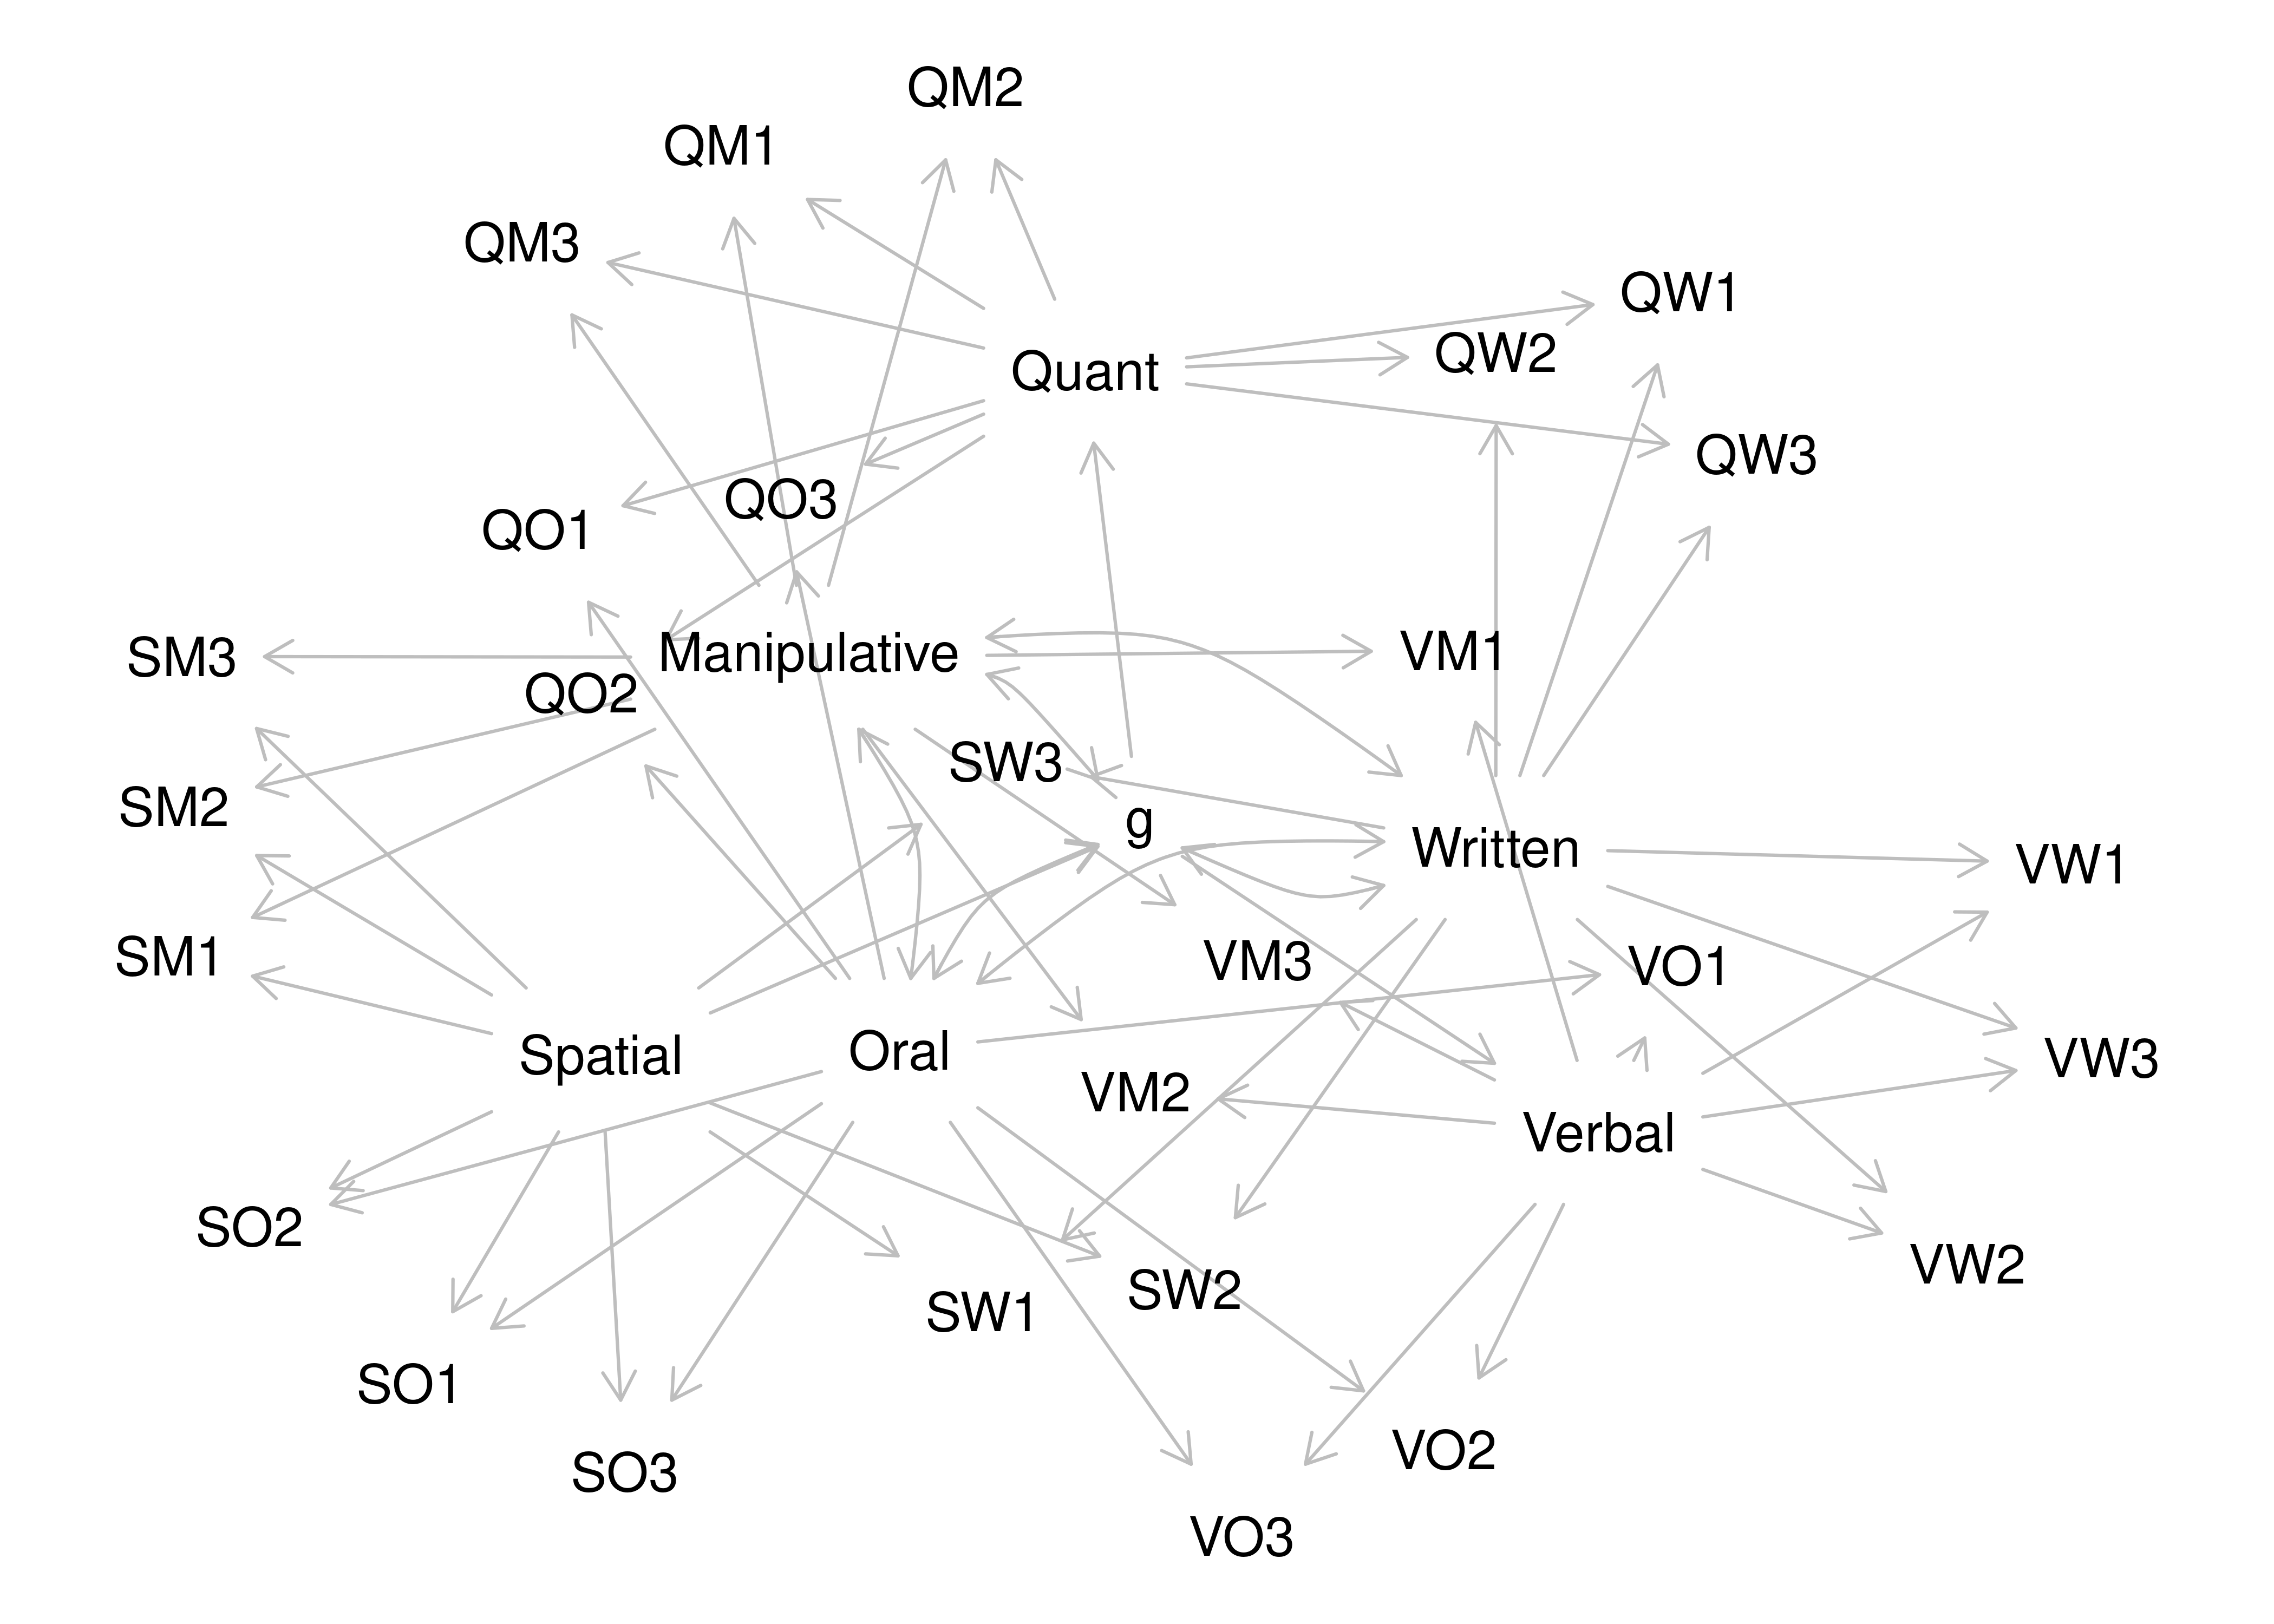 QM2
QM1
QM3
QW1
QW2
Quant
QW3
QO3
QO1
Manipulative
VM1
SM3
QO2
SW3
SM2
g
Written
VW1
SM1
VM3
VO1
Spatial
Oral
VW3
VM2
Verbal
SO2
VW2
SW2
SW1
SO1
VO2
SO3
VO3